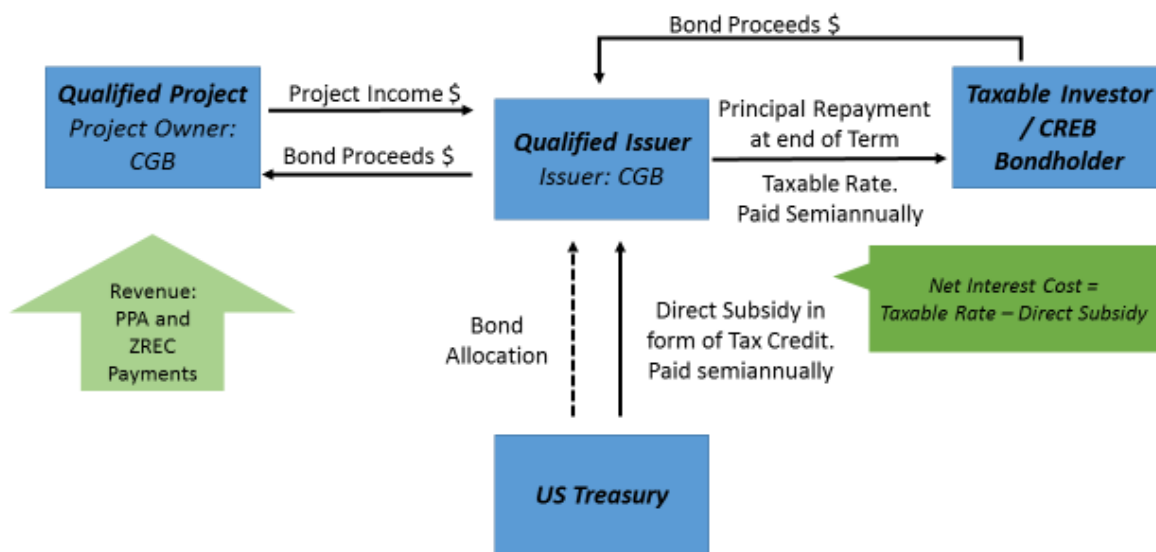 Bond Proceeds $
Qualified Project
Project Owner:
CGB
Project Income $
Bond Proceeds $
Qualified Issuer
Issuer: CGB
Principal Repayment
at end of Term
Taxable Rate.
Paid Semiannually
Taxable Investor
/ CREB
Bondholder
Revenue:
PPA and
ZREC
Payments
Bond
Allocation
Direct Subsidy in
form of Tax Credit.
Paid semiannually
Net Interest Cost =
Taxable Rate – Direct Subsidy
US Treasury